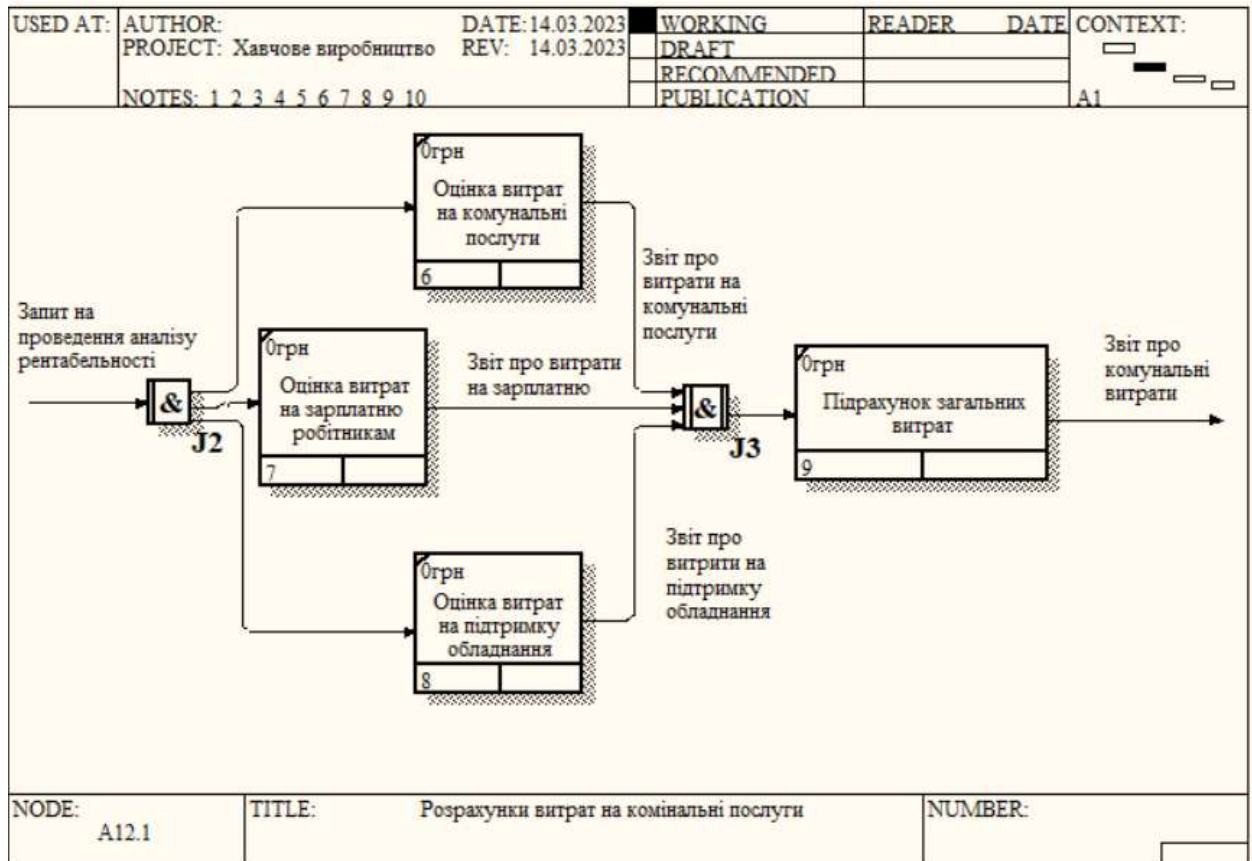 USED AT:
AUTHOR:
DATE: 14.03.2023
PROJECT: Хавчове виробництво
REV: 14.03.2023
NOTES: 1 2 3 4 5 6 7 8 9 10
WORKING
DRAFT
RECOMMENDED
PUBLICATION
READER DATE
CONTEXT:
A1
0грн
Оцінка витрат
на комунальні
послуги
6
Звіт про
витрати на
комунальні
послуги
Запит на
проведення аналізу
рентабельності
&
J2
0грн
Оцінка витрат
на зарплатню
робітникам
7
Звіт про витрати
на зарплатню
&
J3
0грн
Підрахунок загальних
витрат
9
Звіт про
комунальні
витрати
0грн
Оцінка витрат
на підтримку
обладнання
8
Звіт про
витрити на
підтримку
обладнання
NODE:
A12.1
TITLE:
Розрахунки витрат на комінальні послуги
NUMBER: